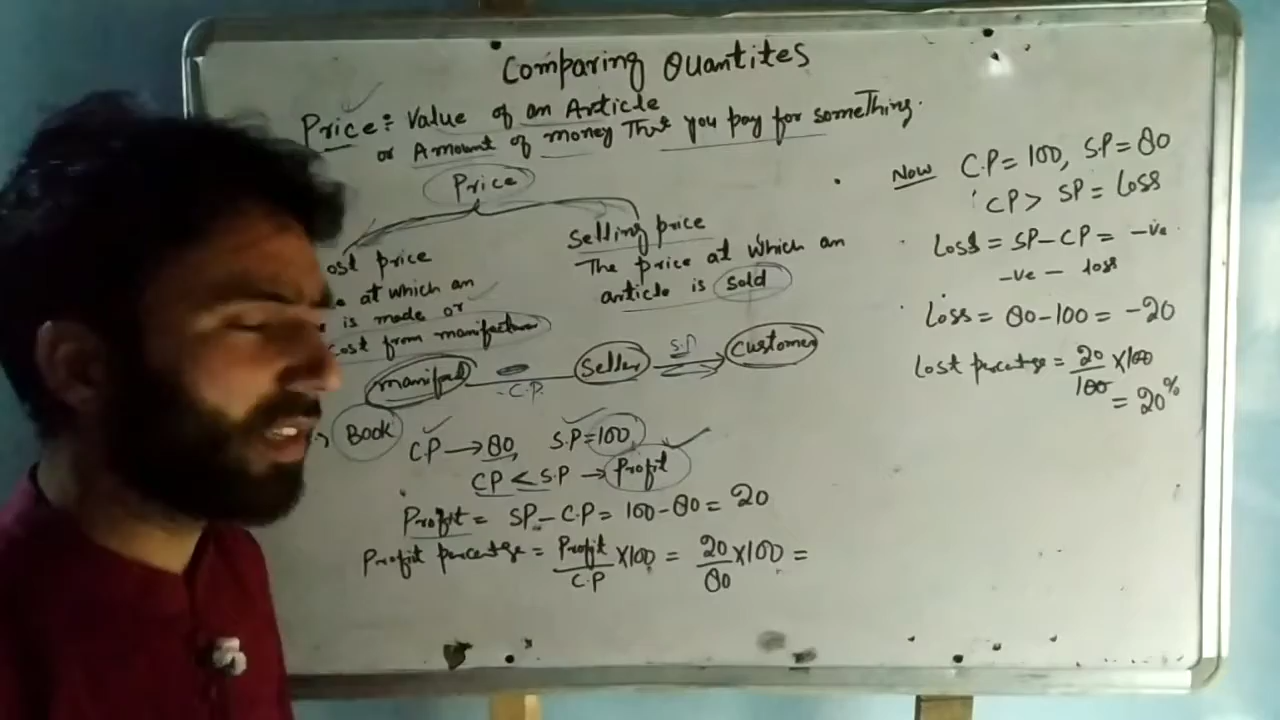 Comparing Quantites
Price: Value of an Article
or Amount of money That you pay for something.
Price
ost price
at which an
is made or
cost from manifacture
Selling price
The price at which an
article is sold
manifed C.P. Seller S.P Customer
Book
CP → 80, S.P=100
CP < S.P → Profit
Profit = SP - C.P = 100 - 80 = 20
Profit percentge = Profit/C.P × 100 = 20/80 × 100 =
Now C.P = 100, S.P = 80
CP > SP = Loss
Loss = SP - CP = -ve
-ve - loss
Loss = 80 - 100 = -20
Lost percentge = 20/100 × 100
= 20%